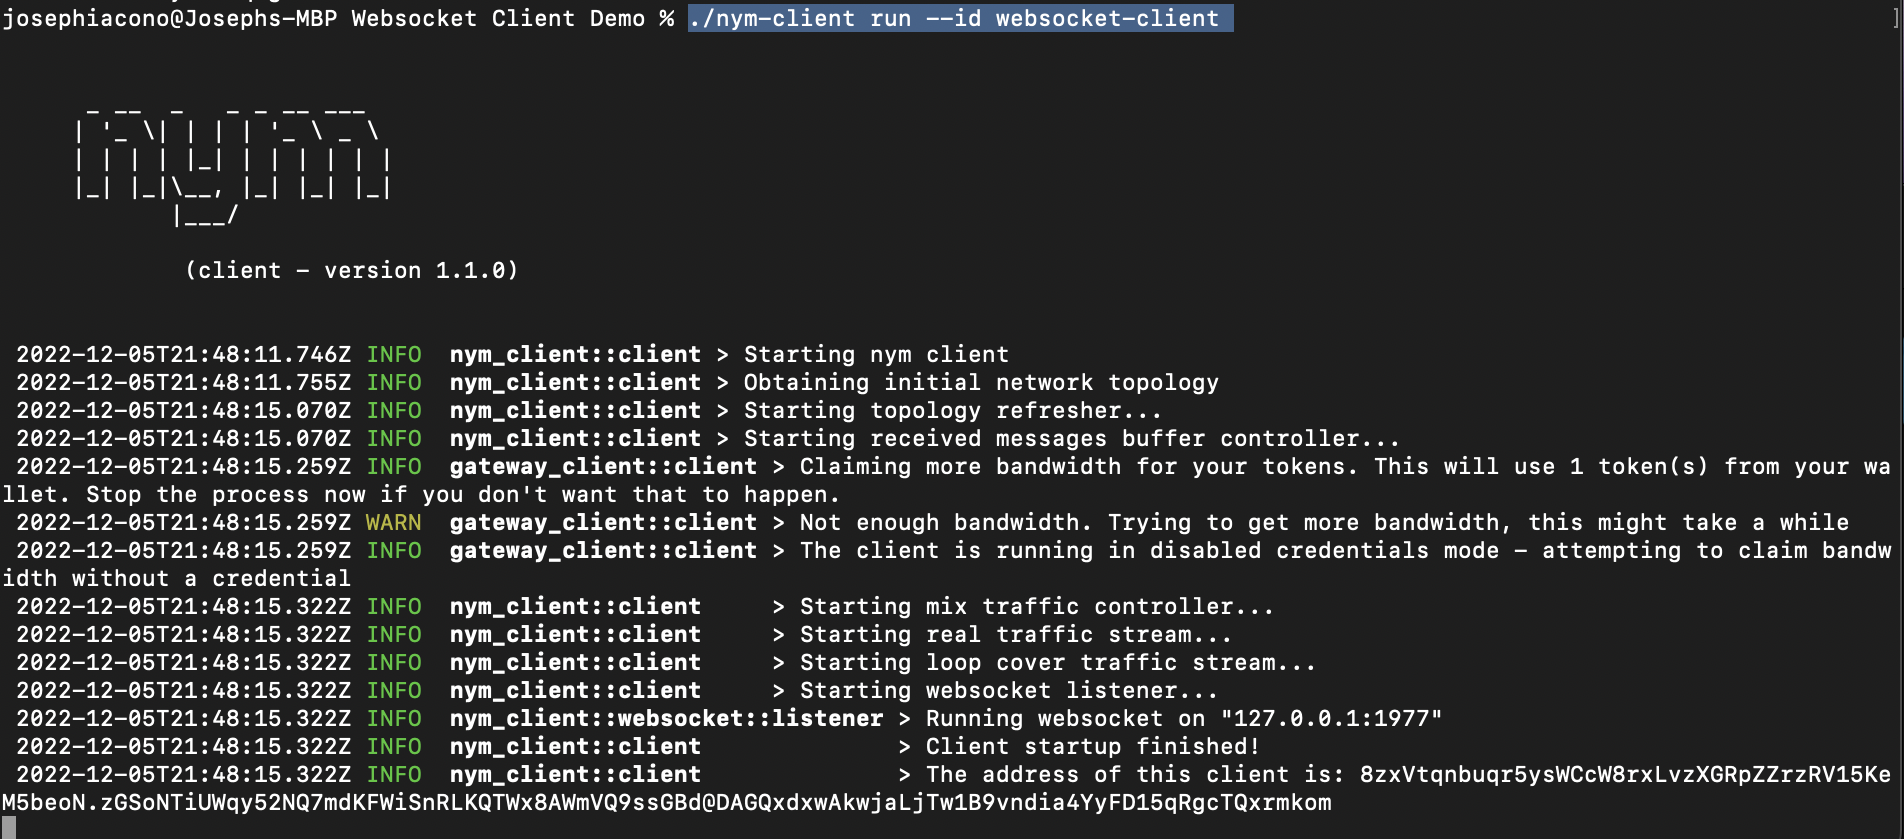 josephiacono@Josephs-MBP Websocket Client Demo % ./nym-client run --id websocket-client ]
      _ __  _   _ _ __ ___
     | '_ \| | | | '_ \ _ \
     | | | | |_| | | | | | |
     |_| |_|\__, |_| |_| |_|
            |___/
             (client - version 1.1.0)
 2022-12-05T21:48:11.746Z INFO  nym_client::client > Starting nym client
 2022-12-05T21:48:11.755Z INFO  nym_client::client > Obtaining initial network topology
 2022-12-05T21:48:15.070Z INFO  nym_client::client > Starting topology refresher...
 2022-12-05T21:48:15.070Z INFO  nym_client::client > Starting received messages buffer controller...
 2022-12-05T21:48:15.259Z INFO  gateway_client::client > Claiming more bandwidth for your tokens. This will use 1 token(s) from your wa
llet. Stop the process now if you don't want that to happen.
 2022-12-05T21:48:15.259Z WARN  gateway_client::client > Not enough bandwidth. Trying to get more bandwidth, this might take a while
 2022-12-05T21:48:15.259Z INFO  gateway_client::client > The client is running in disabled credentials mode - attempting to claim bandw
idth without a credential
 2022-12-05T21:48:15.322Z INFO  nym_client::client     > Starting mix traffic controller...
 2022-12-05T21:48:15.322Z INFO  nym_client::client     > Starting real traffic stream...
 2022-12-05T21:48:15.322Z INFO  nym_client::client     > Starting loop cover traffic stream...
 2022-12-05T21:48:15.322Z INFO  nym_client::client     > Starting websocket listener...
 2022-12-05T21:48:15.322Z INFO  nym_client::websocket::listener > Running websocket on "127.0.0.1:1977"
 2022-12-05T21:48:15.322Z INFO  nym_client::client              > Client startup finished!
 2022-12-05T21:48:15.322Z INFO  nym_client::client              > The address of this client is: 8zxVtqnbuqr5ysWCcW8rxLvzXGRpZZrzRV15Ke
M5beoN.zGSoNTiUWqy52NQ7mdKFWiSnRLKQTWx8AWmVQ9ssGBd@DAGQxdxwAkwjaLjTw1B9vndia4YyFD15qRgcTQxrmkom